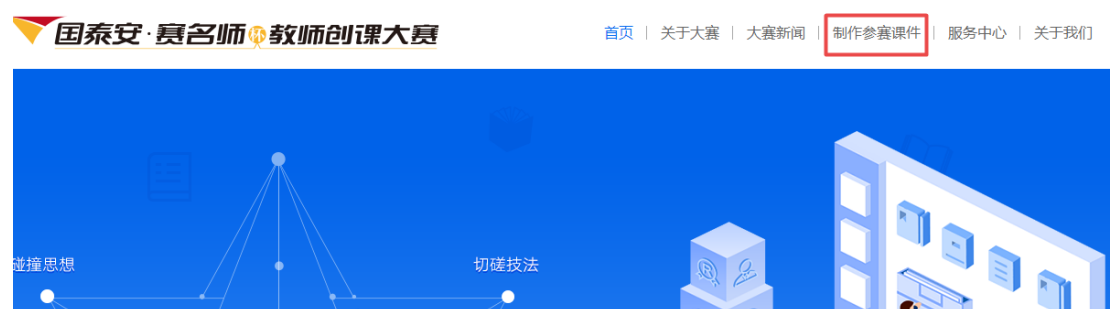 国泰安·赛名师杯教师创课大赛
首页 | 关于大赛 | 大赛新闻 | 制作参赛课件 | 服务中心 | 关于我们
碰撞思想
切磋技法